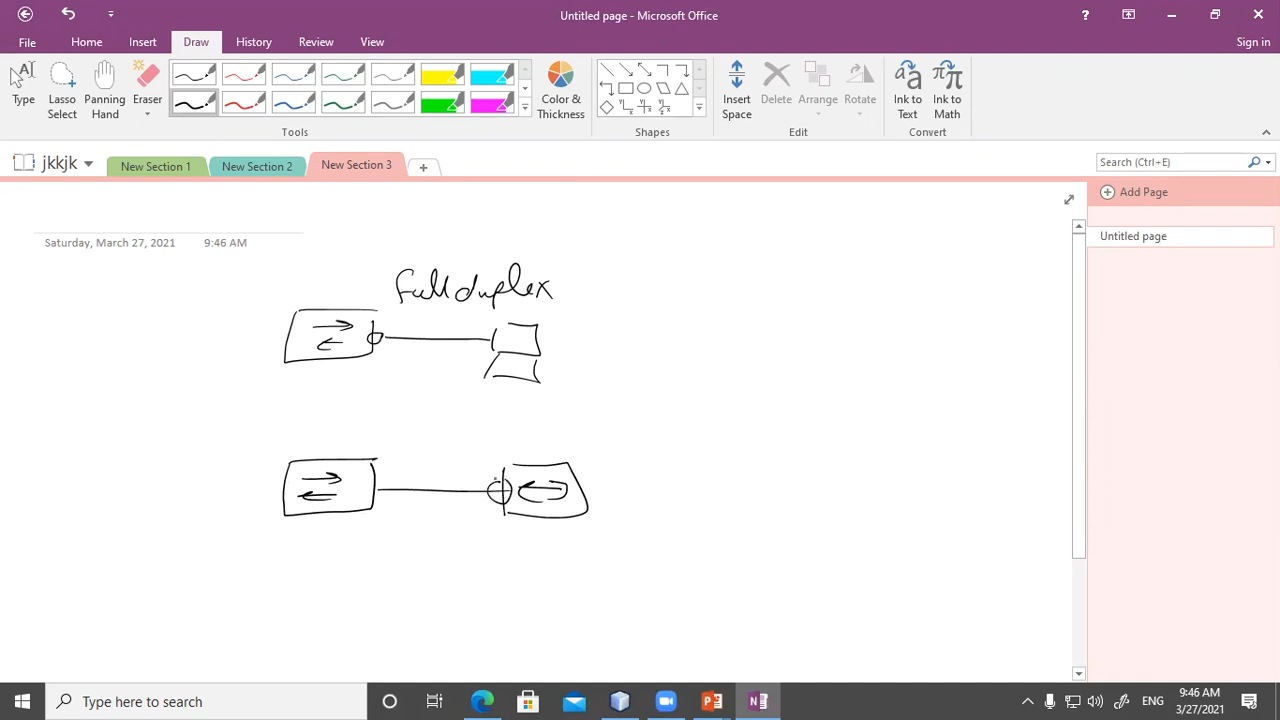 Untitled page - Microsoft Office
?
File
Home
Insert
Draw
History
Review
View
Sign in
Type
Lasso Select
Panning Hand
Eraser
Color & Thickness
Insert Space
Delete
Arrange
Rotate
Ink to Text
Ink to Math
Tools
Shapes
Edit
Convert
jkkjk
New Section 1
New Section 2
New Section 3
Search (Ctrl+E)
Add Page
Untitled page
Saturday, March 27, 2021 9:46 AM
Full duplex
Type here to search
ENG
9:46 AM
3/27/2021